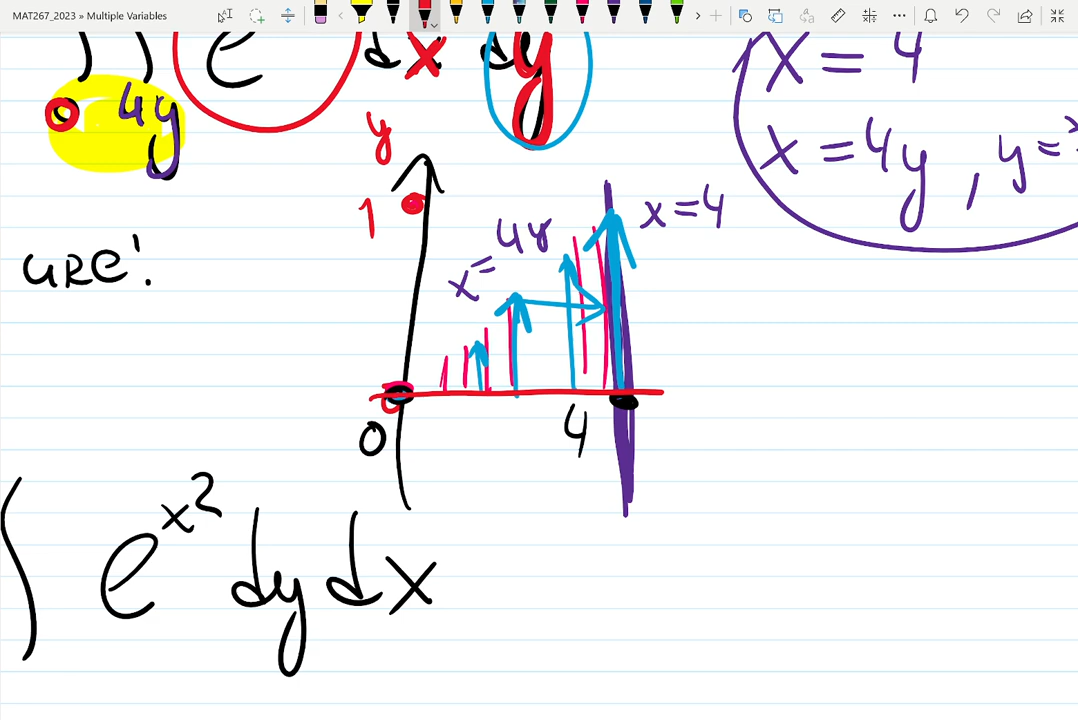 MAT267_2023 » Multiple Variables
∫ ∫ e dx dy
0 4y
x = 4
x = 4y , y =
y
1
x = 4y
x = 4
URE!
0 4
∫ e^x² dy dx